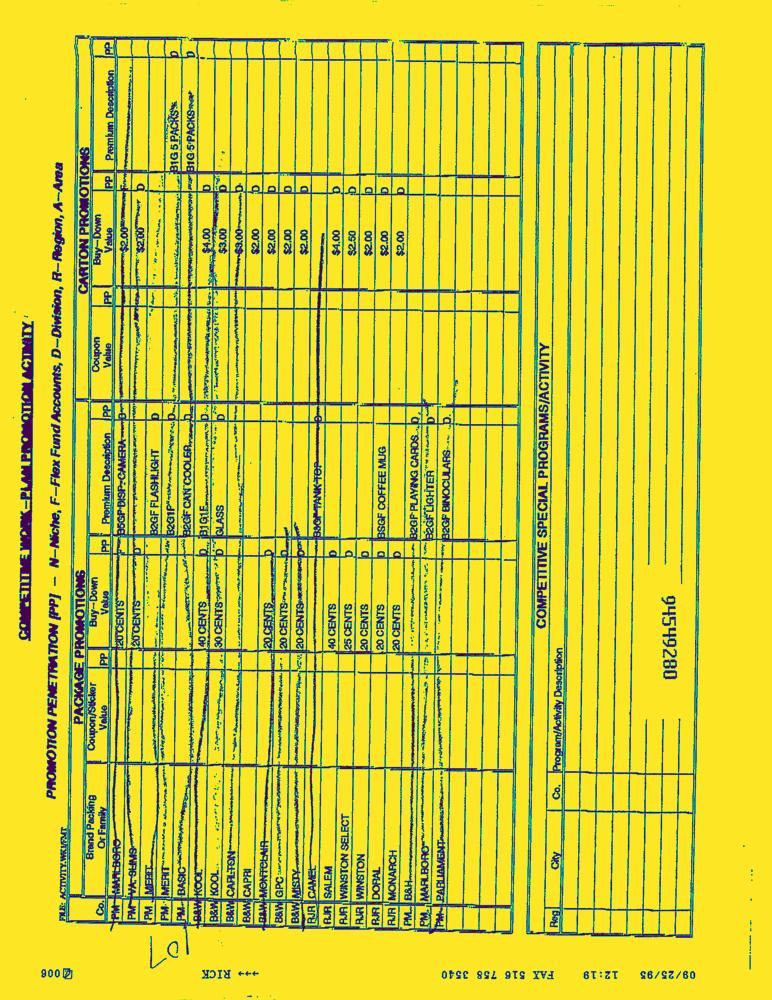 COMPETITIVE WORK-PLAN PROMOTION ACTIVITY
PROMOTION PENETRATION [PP] - N-Niche, F-Flex Fund Accounts, D-Division, R-Region, A-Area
FILE: ACTIVITY.WK1/FMT
PACKAGE PROMOTIONS CARTON PROMOTIONS
Co. Brand Packing Or Family Coupon/Sticker Value PP Buy-Down Value PP Premium Description PP Coupon Value PP Buy-Down Value PP Premium Description PP
PM MARLBORO 20 CENTS DISP CAMERA D $2.00 D
PM VA SLIMS 20 CENTS D $2.00 D
PM MERIT B2GF FLASHLIGHT D
PM MERIT B2G1F D B1G 5 PACKS D
PM BASIC B2GF CAN COOLER D B1G 5 PACKS D
B&W KOOL 40 CENTS D B1G1F D $4.00 D
B&W KOOL 30 CENTS D GLASS D $3.00 D
B&W CARLTON $3.00 D
B&W CAPRI $2.00 D
B&W MONTCLAIR 20 CENTS D $2.00 D
B&W GPC 20 CENTS D $2.00 D
B&W MISTY 20 CENTS D $2.00 D
RJR CAMEL TANK TOP D
RJR SALEM 40 CENTS D $4.00 D
RJR WINSTON SELECT 25 CENTS D $2.50 D
RJR WINSTON 20 CENTS D $2.00 D
RJR DORAL 20 CENTS D BSGF COFFEE MUG $2.00 D
RJR MONARCH 20 CENTS D $2.00 D
PM B&H B2GF PLAYING CARDS D
PM MARLBORO B2GF LIGHTER D
PM PARLIAMENT B2GF BINOCULARS D
COMPETITIVE SPECIAL PROGRAMS/ACTIVITY
Reg City Co. Program/Activity Description
94549280
09/25/95 12:19 FAX 516 758 3540 →→→ RICK 006